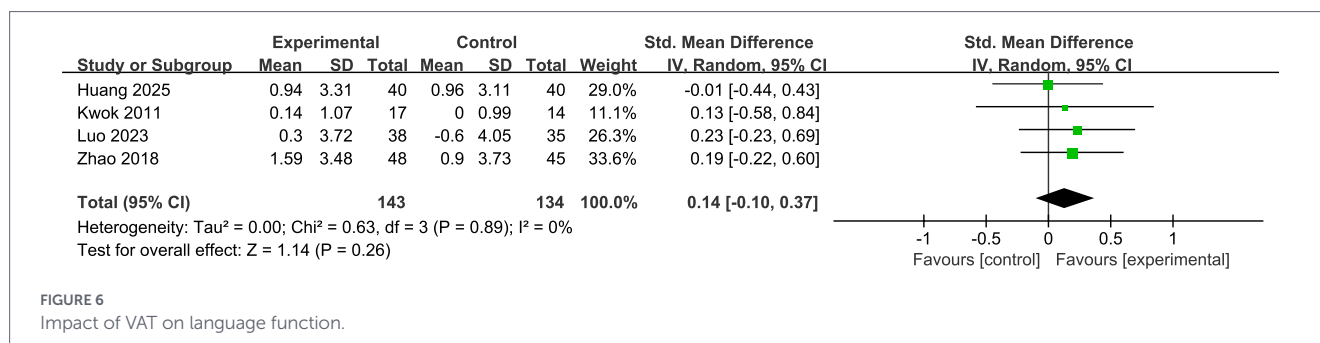 Experimental Control Std. Mean Difference Std. Mean Difference
Study or Subgroup Mean SD Total Mean SD Total Weight IV, Random, 95% CI IV, Random, 95% CI
Huang 2025 0.94 3.31 40 0.96 3.11 40 29.0% -0.01 [-0.44, 0.43]
Kwok 2011 0.14 1.07 17 0 0.99 14 11.1% 0.13 [-0.58, 0.84]
Luo 2023 0.3 3.72 38 -0.6 4.05 35 26.3% 0.23 [-0.23, 0.69]
Zhao 2018 1.59 3.48 48 0.9 3.73 45 33.6% 0.19 [-0.22, 0.60]
Total (95% CI) 143 134 100.0% 0.14 [-0.10, 0.37]
Heterogeneity: Tau² = 0.00; Chi² = 0.63, df = 3 (P = 0.89); I² = 0%
Test for overall effect: Z = 1.14 (P = 0.26)
-1 -0.5 0 0.5 1
Favours [control] Favours [experimental]
FIGURE 6
Impact of VAT on language function.